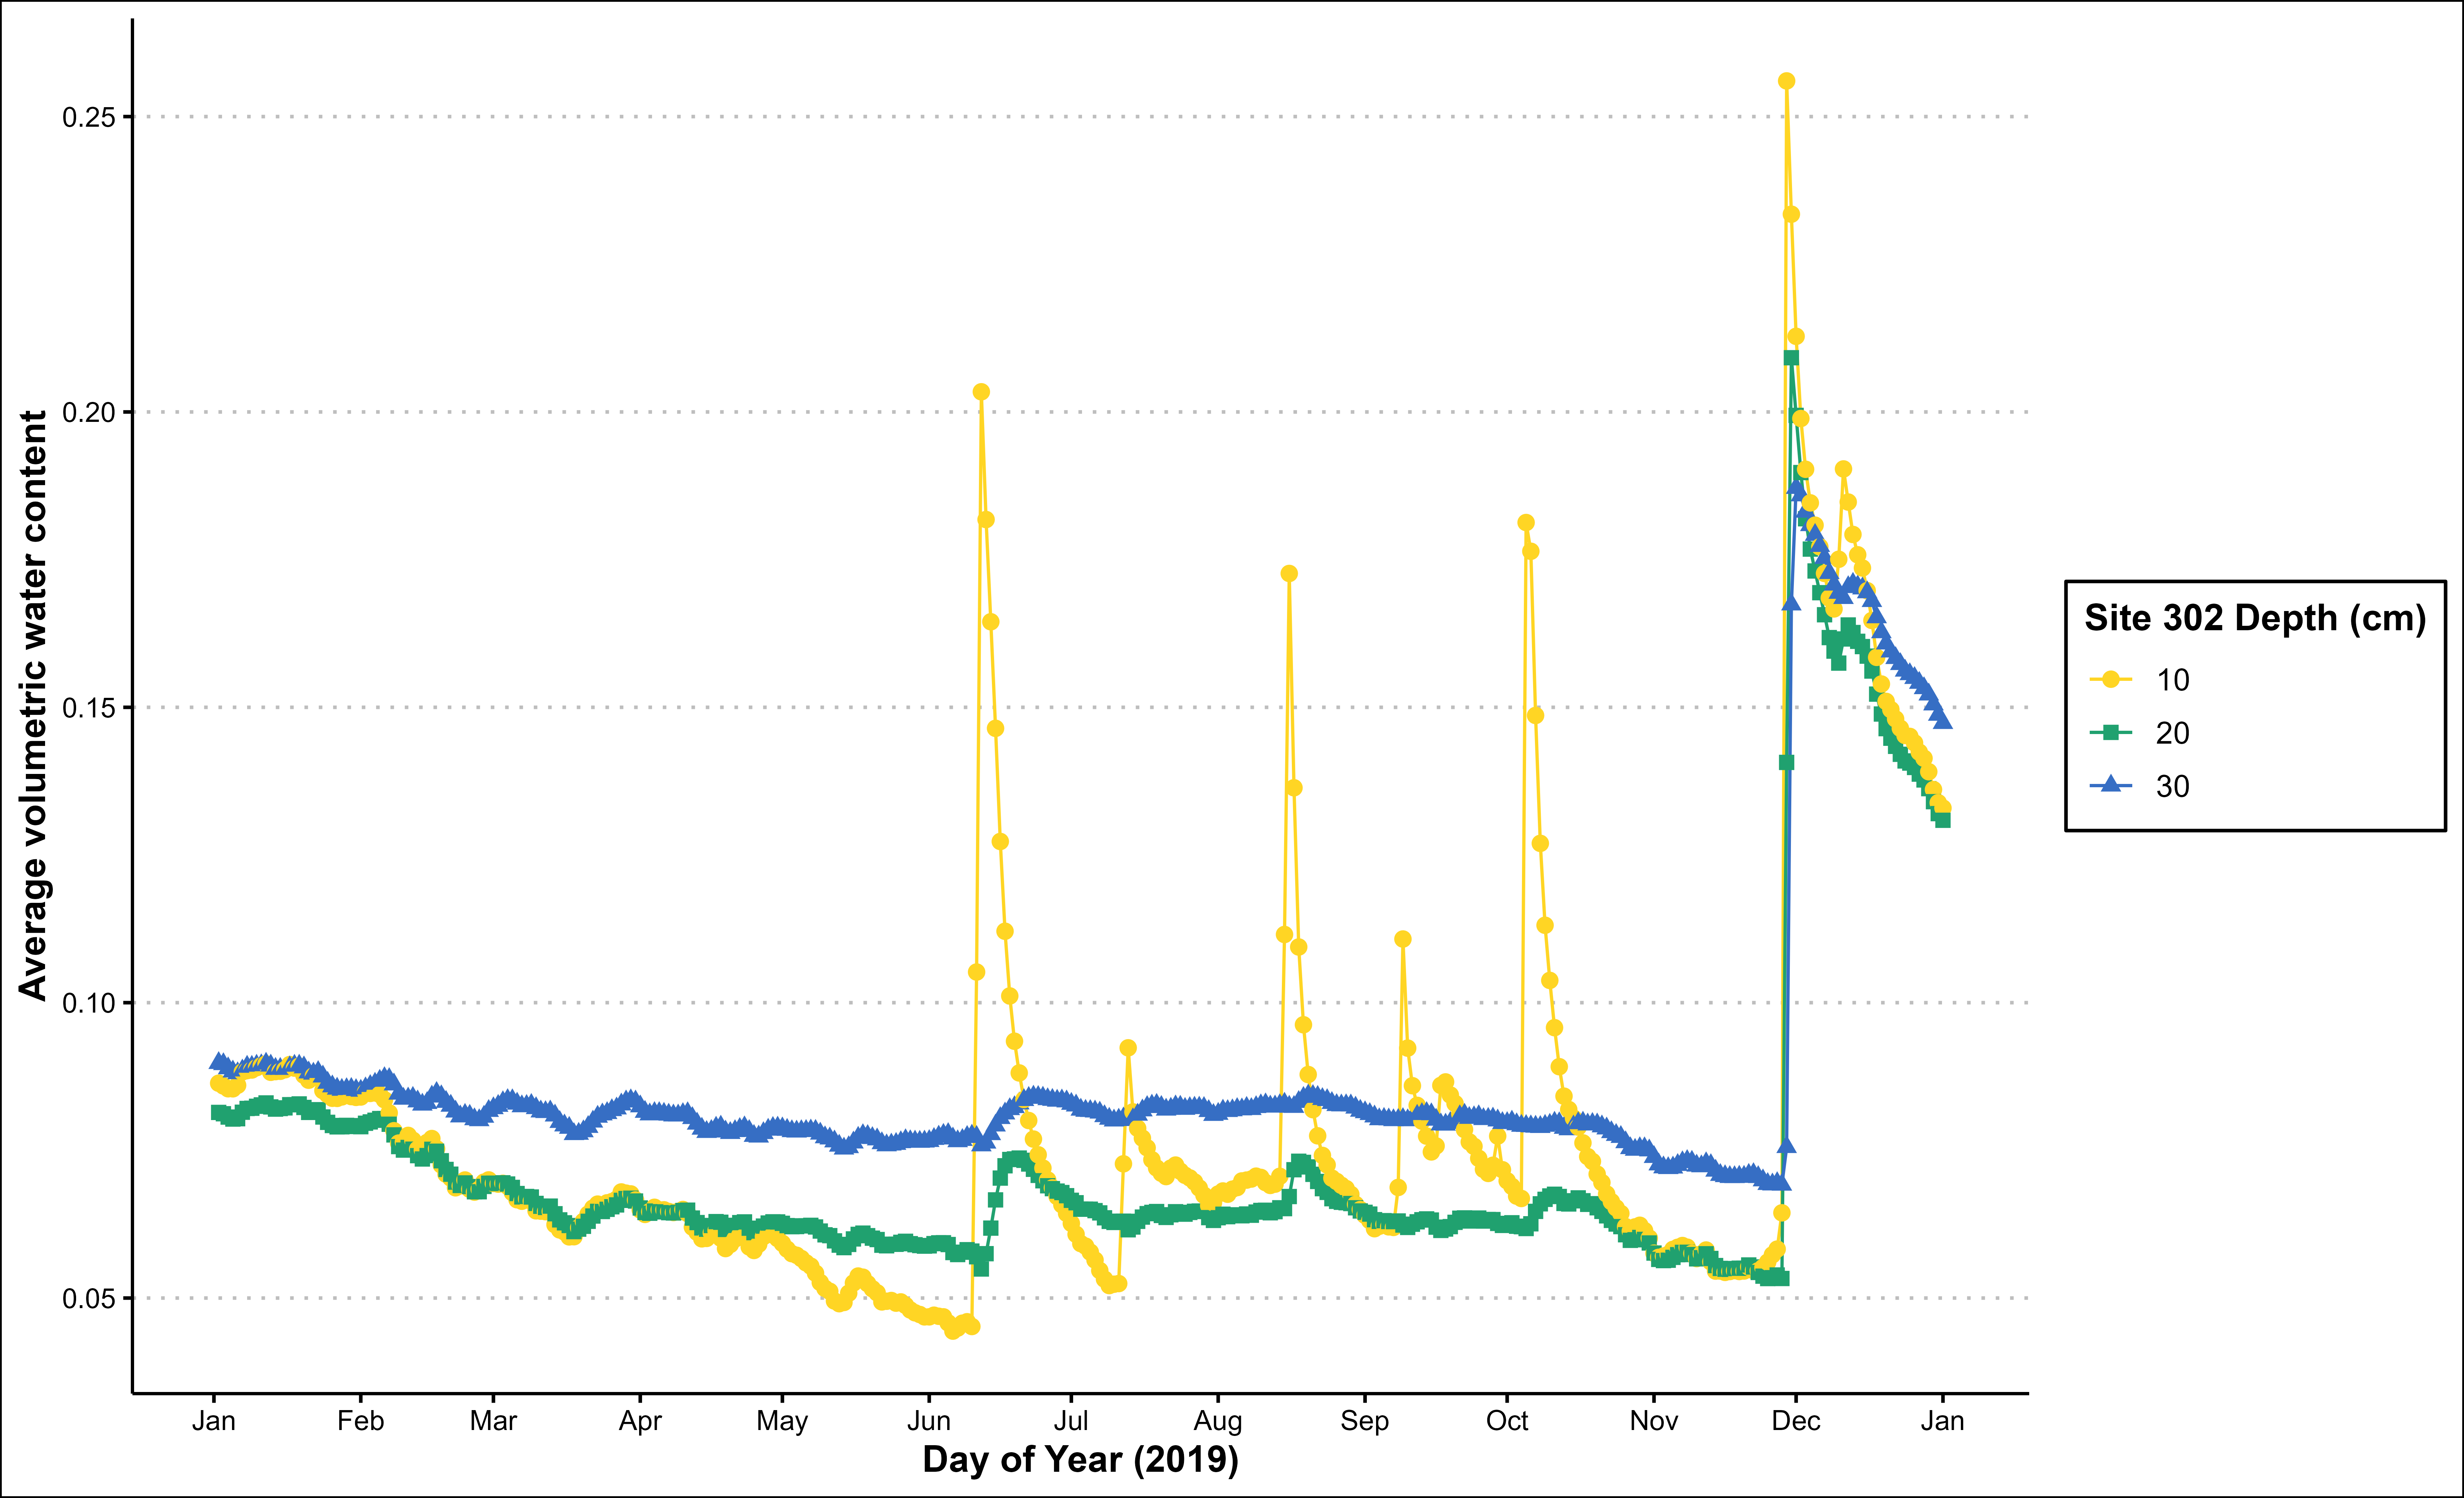 Average volumetric water content
0.25
0.20
0.15
0.10
0.05
Jan Feb Mar Apr May Jun Jul Aug Sep Oct Nov Dec Jan
Day of Year (2019)
Site 302 Depth (cm)
10
20
30